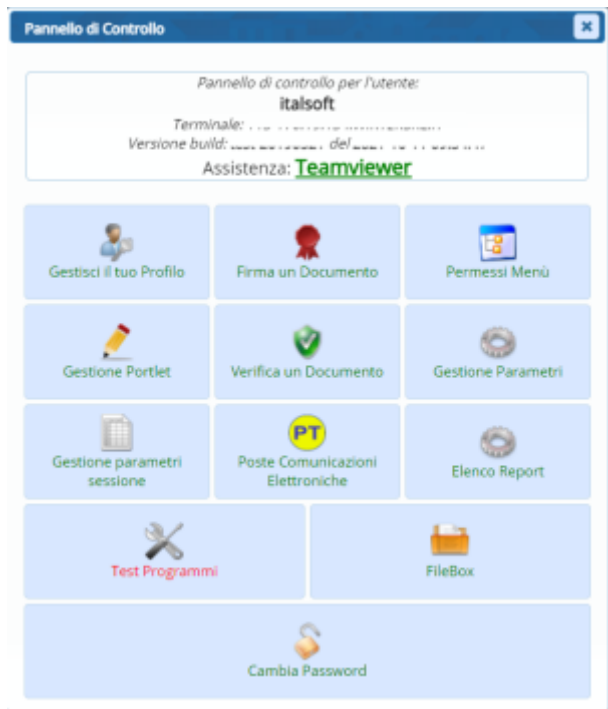 Pannello di Controllo
Pannello di controllo per l'utente:
italsoft
Terminale:
Versione build: del
Assistenza: Teamviewer
Gestisci il tuo Profilo
Firma un Documento
Permessi Menù
Gestione Portlet
Verifica un Documento
Gestione Parametri
Gestione parametri
sessione
PT
Poste Comunicazioni
Elettroniche
Elenco Report
Test Programmi
FileBox
Cambia Password